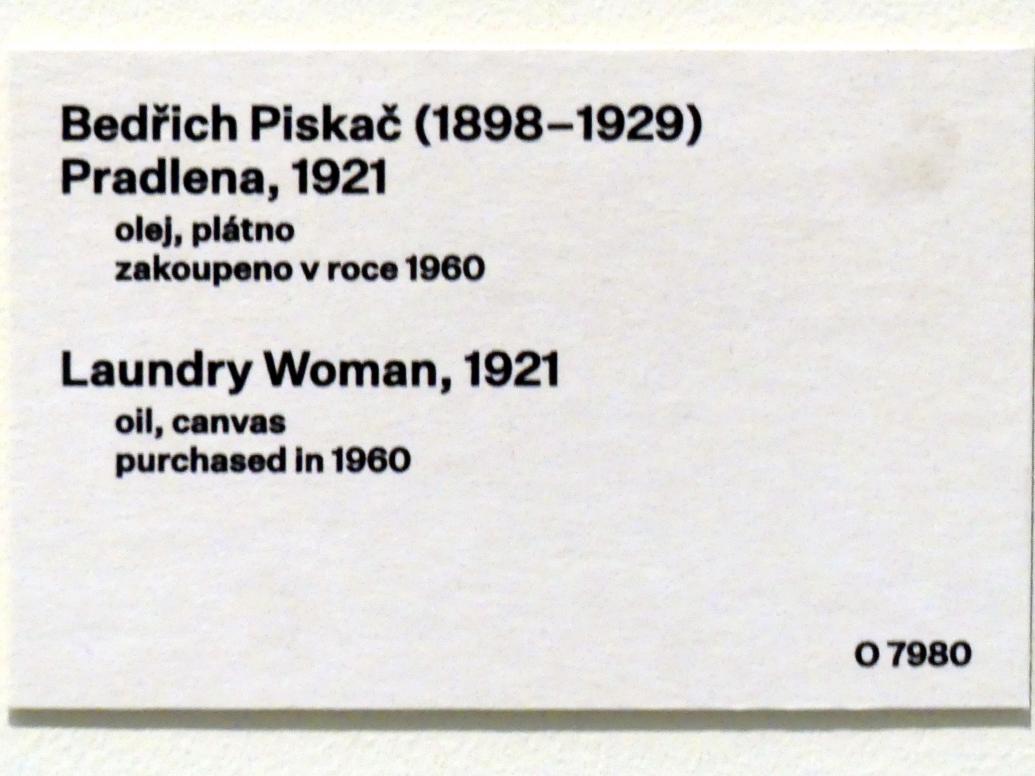 Bedřich Piskač (1898–1929)
Pradlena, 1921
olej, plátno
zakoupeno v roce 1960
Laundry Woman, 1921
oil, canvas
purchased in 1960
O 7980